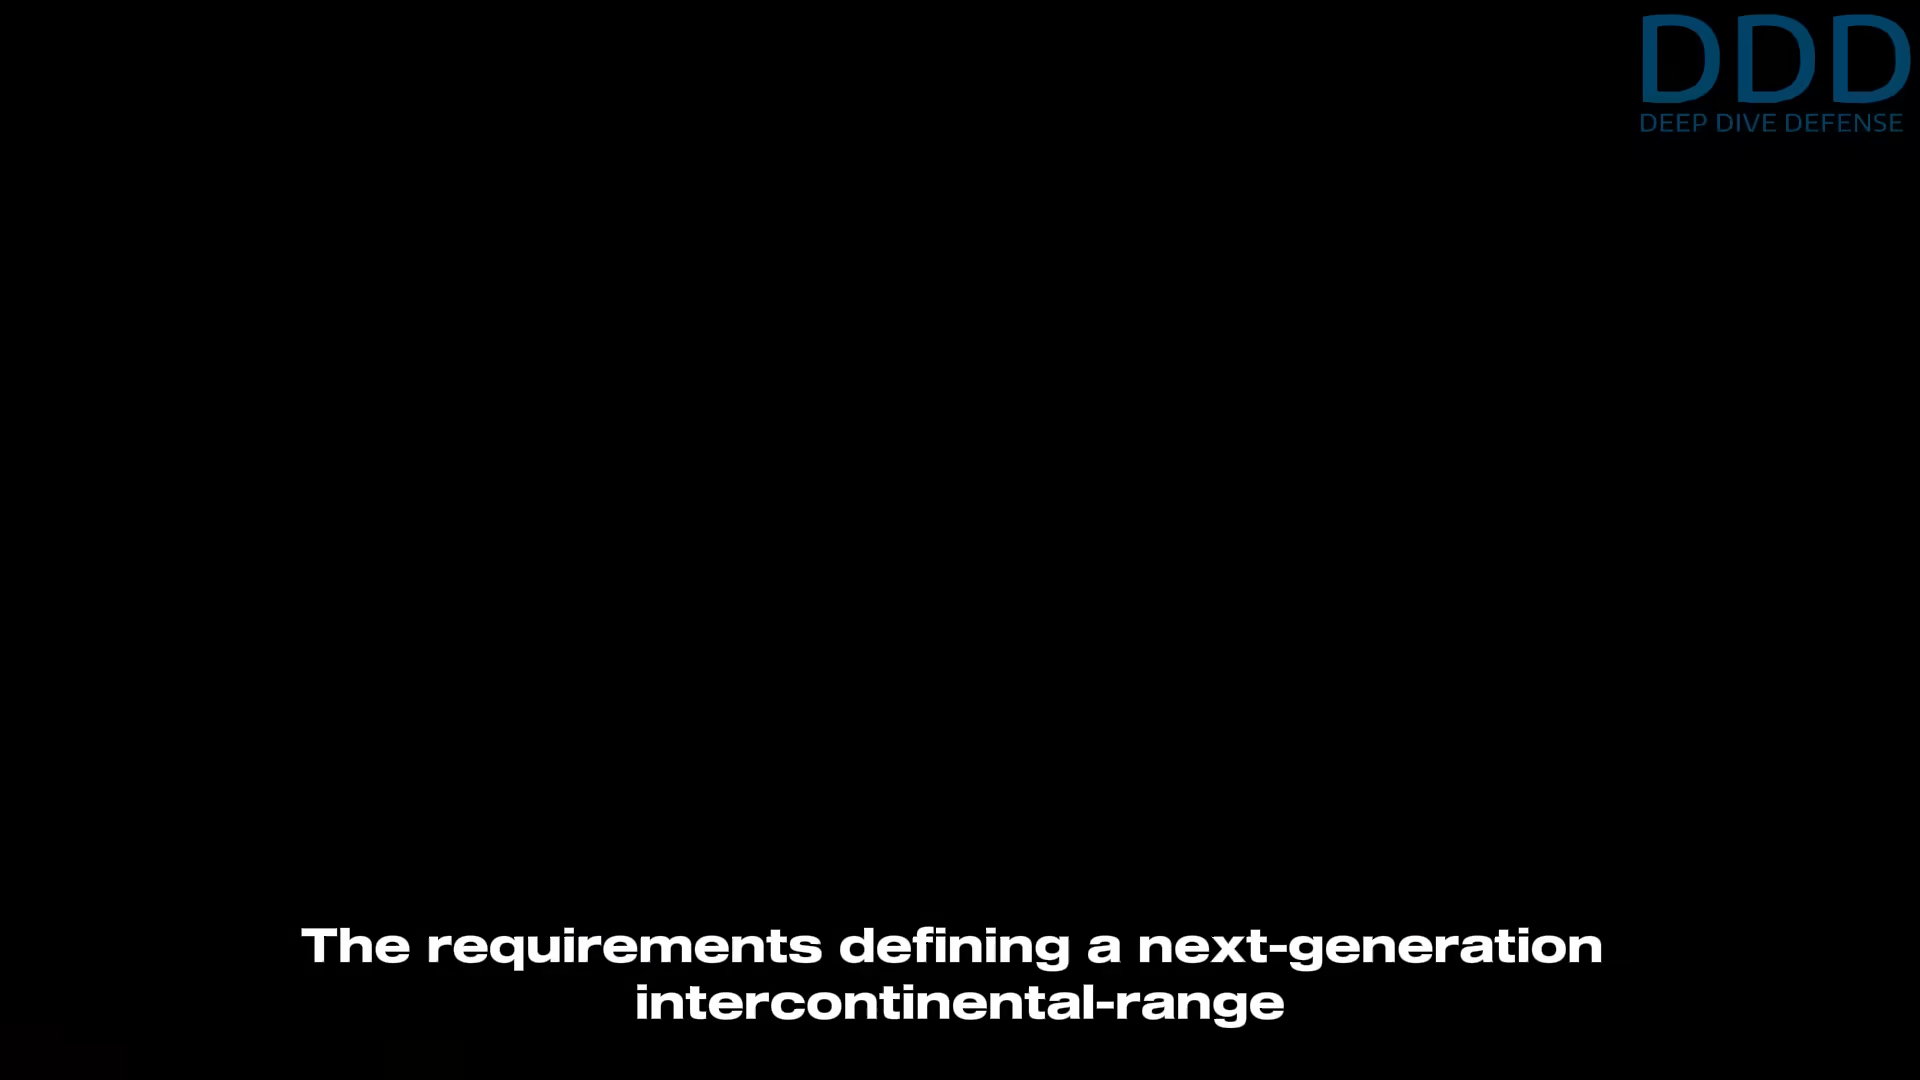 DDD
DEEP DIVE DEFENSE
The requirements defining a next-generation
intercontinental-range